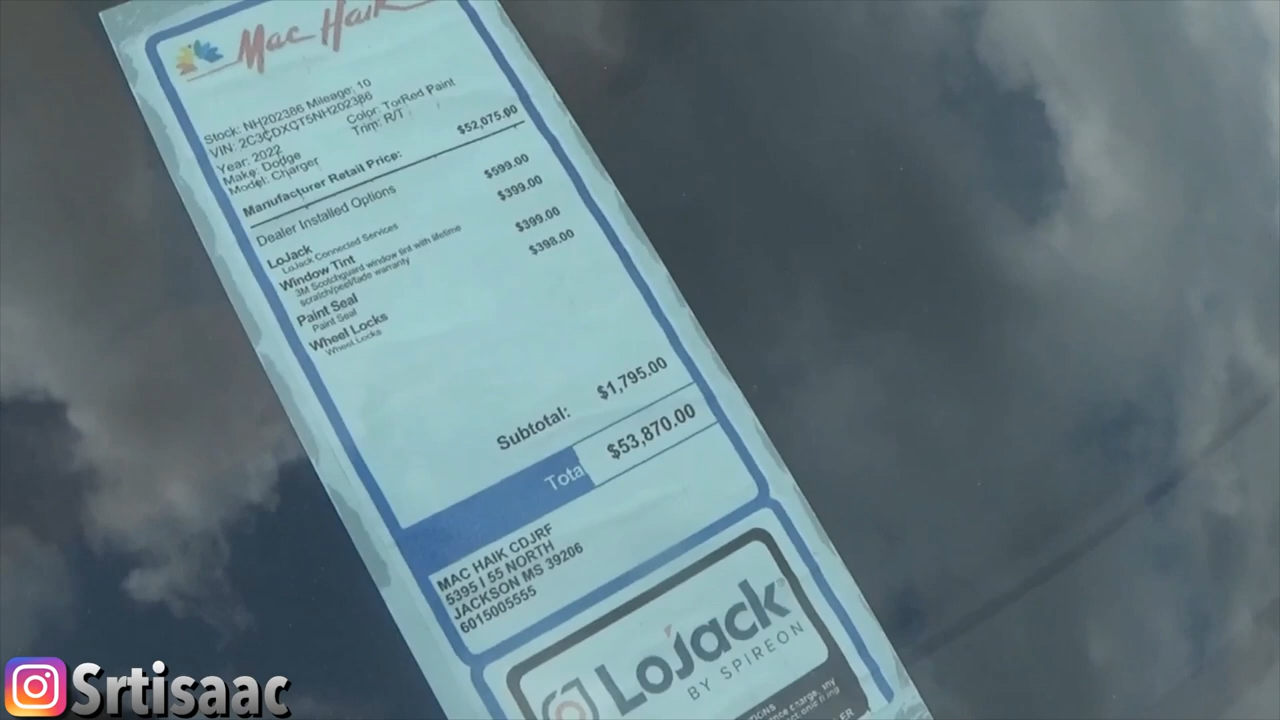 Mac Haik
Stock: NH202386 Mileage: 10
VIN: 2C3CDXCT5NH202386
Year: 2022 Color: TorRed Paint
Make: Dodge Trim: R/T
Model: Charger
Manufacturer Retail Price: $52,075.00
Dealer Installed Options
LoJack $599.00
LoJack Connected Services
Window Tint $399.00
3M Scotchguard window tint with lifetime
scratch/peel/fade warranty
Paint Seal $399.00
Paint Seal
Wheel Locks $398.00
Wheel Locks
Subtotal: $1,795.00
Tota $53,870.00
MAC HAIK CDJRF
5395 I 55 NORTH
JACKSON MS 39206
6015005555
LoJack
BY SPIREON
Srtisaac